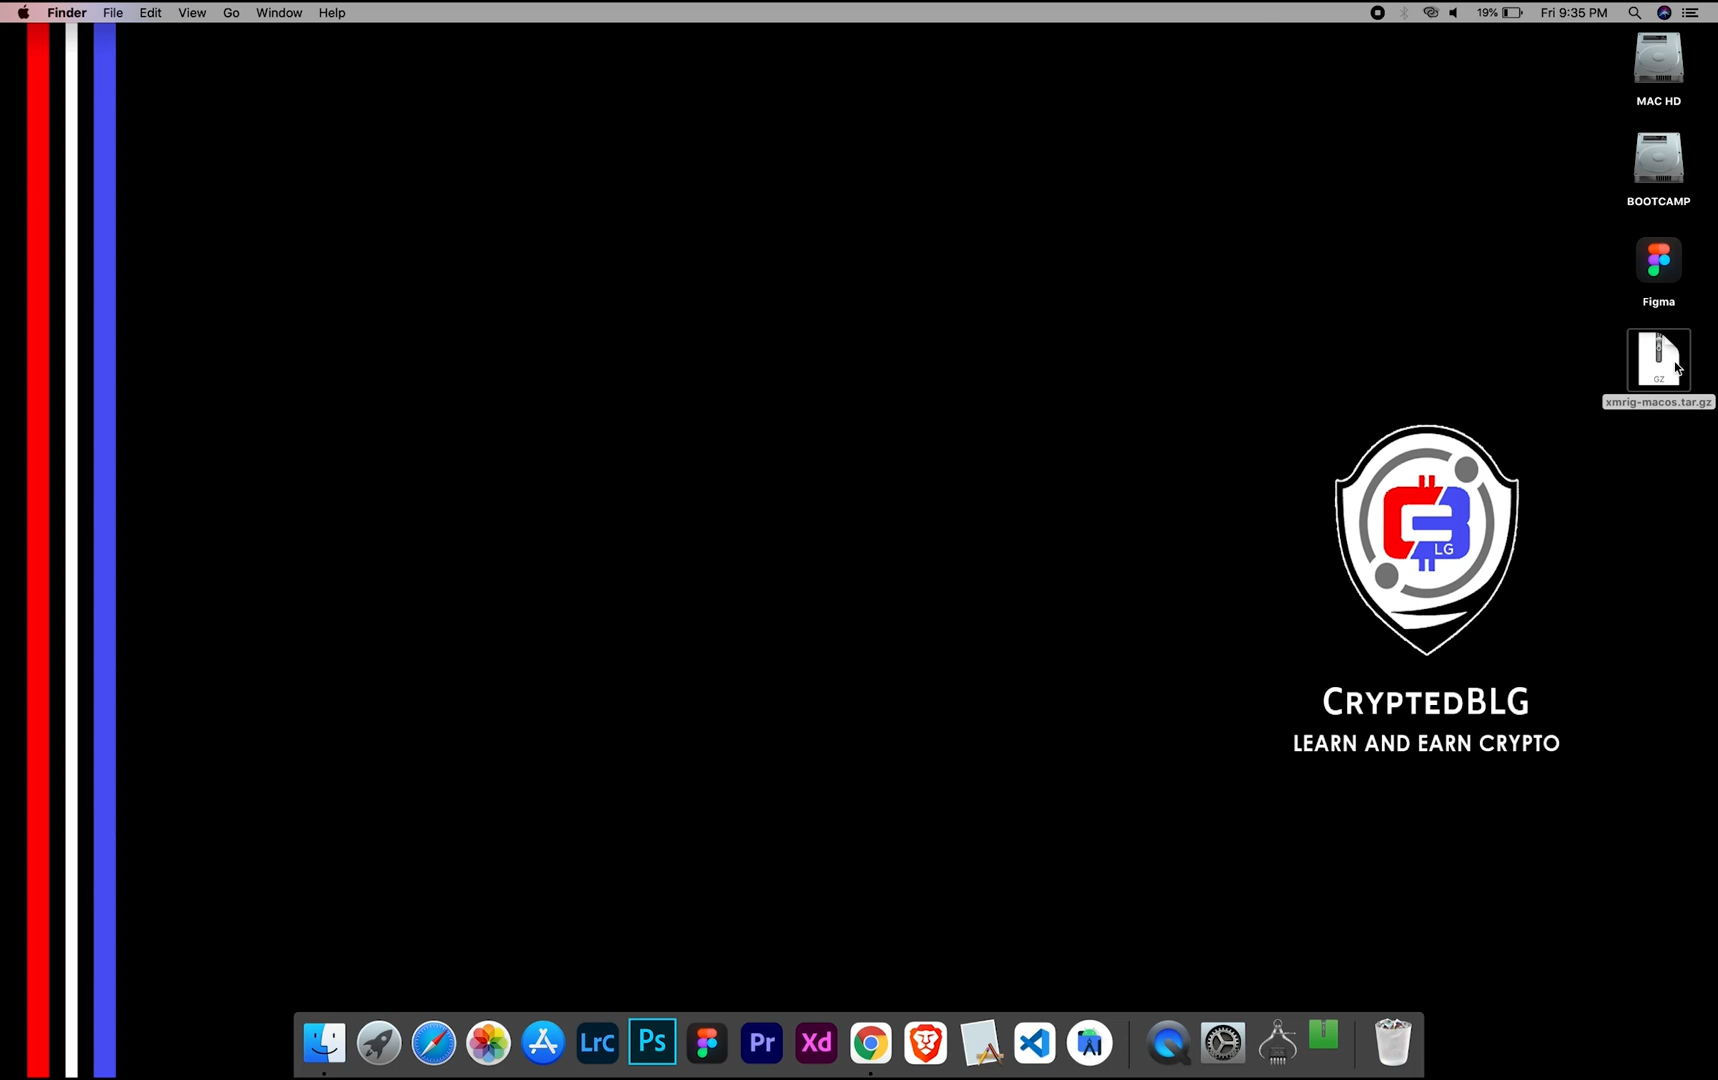 Finder File Edit View Go Window Help
19% Fri 9:35 PM
MAC HD
BOOTCAMP
Figma
GZ
xmrig-macos.tar.gz
CB
LG
CRYPTEDBLG
LEARN AND EARN CRYPTO
LrC Ps Pr Xd